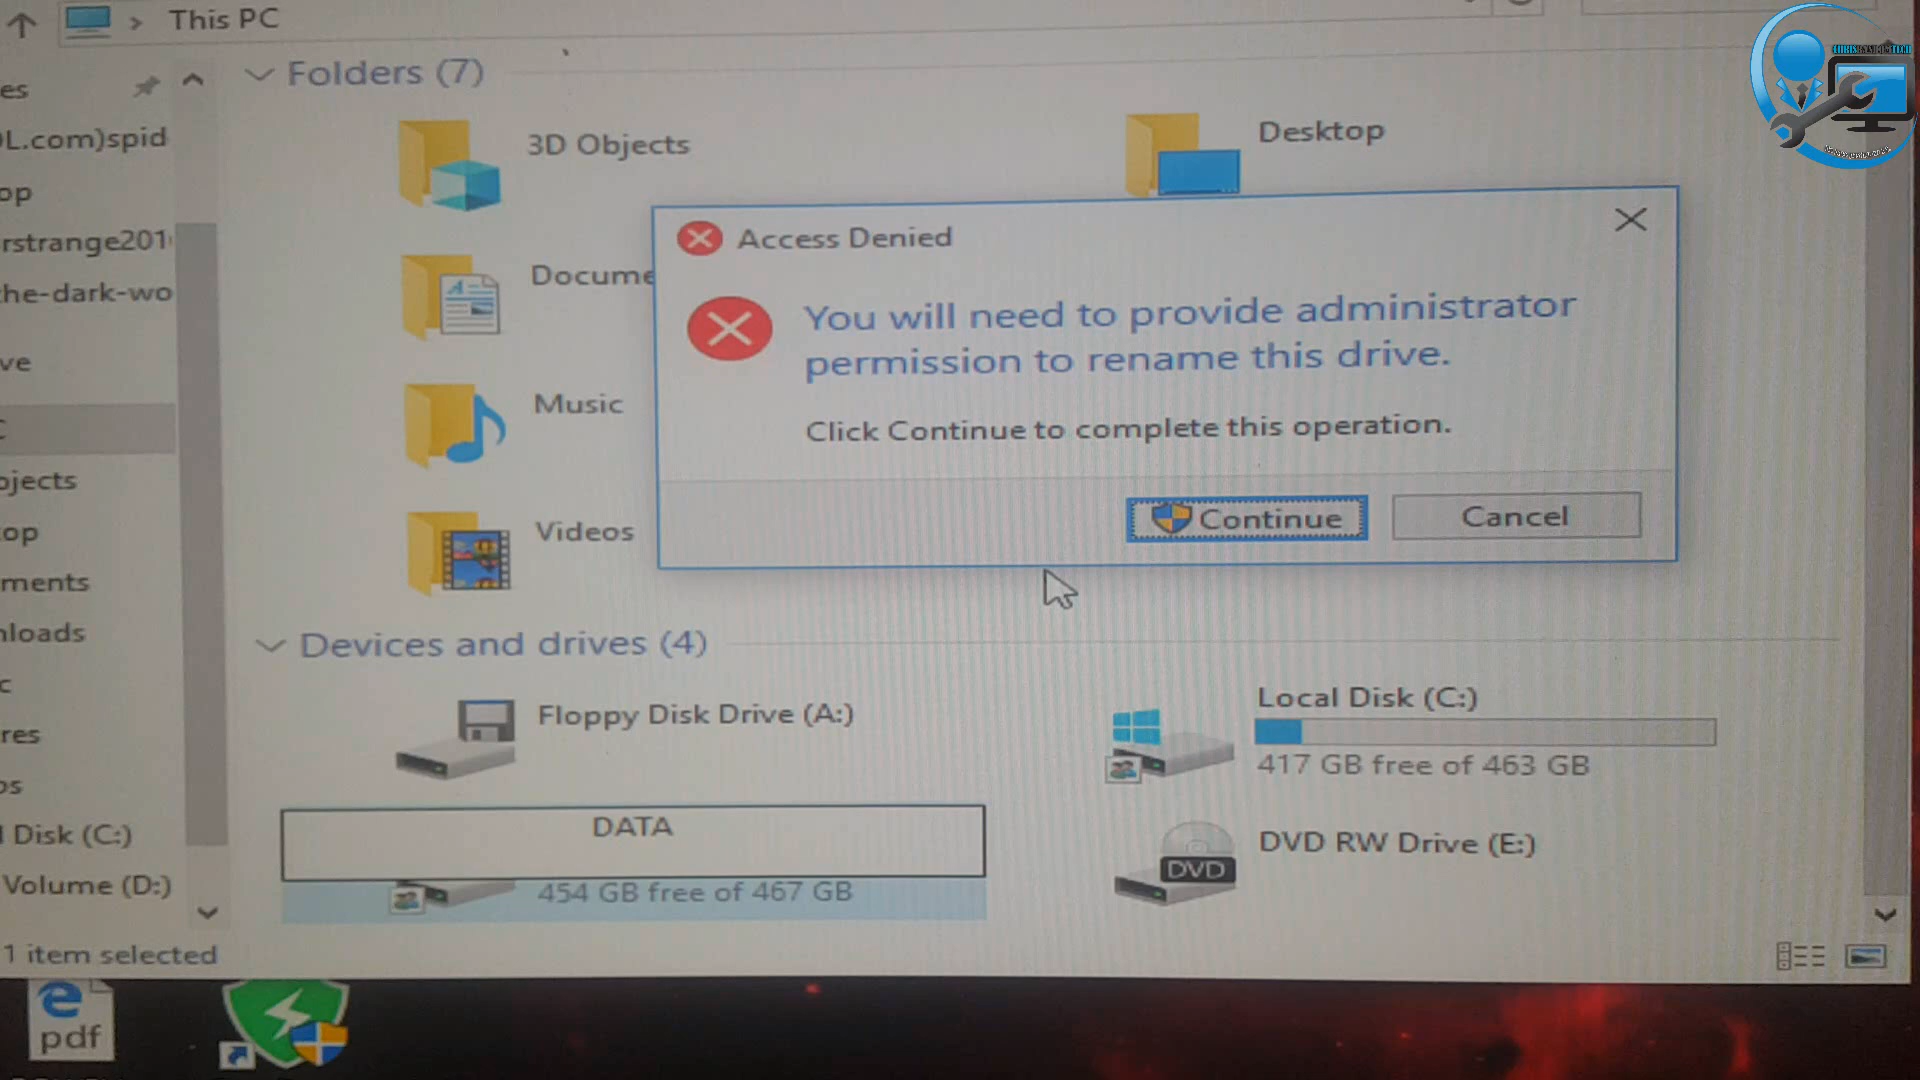 This PC
Folders (7)
es
L.com)spid
op
rstrange201
he-dark-wo
ve
ojects
op
ments
nloads
c
res
os
Disk (C:)
Volume (D:)
1 item selected
3D Objects
Desktop
Docume
Music
Videos
Access Denied
You will need to provide administrator
permission to rename this drive.
Click Continue to complete this operation.
Continue
Cancel
Devices and drives (4)
Floppy Disk Drive (A:)
Local Disk (C:)
417 GB free of 463 GB
DATA
454 GB free of 467 GB
DVD RW Drive (E:)
DVD
pdf